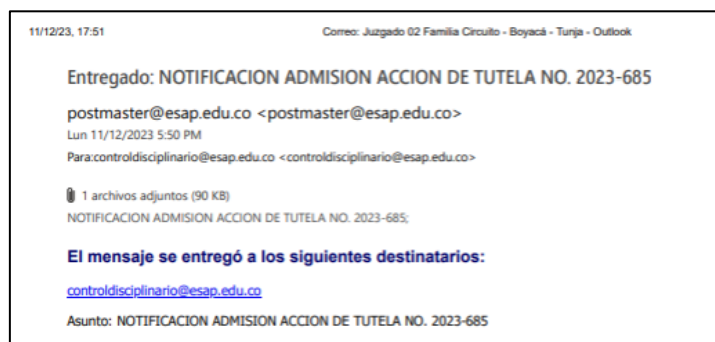 11/12/23, 17:51 Correo: Juzgado 02 Familia Circuito - Boyacá - Tunja - Outlook
Entregado: NOTIFICACION ADMISION ACCION DE TUTELA NO. 2023-685
postmaster@esap.edu.co <postmaster@esap.edu.co>
Lun 11/12/2023 5:50 PM
Para:controldisciplinario@esap.edu.co <controldisciplinario@esap.edu.co>
1 archivos adjuntos (90 KB)
NOTIFICACION ADMISION ACCION DE TUTELA NO. 2023-685;
El mensaje se entregó a los siguientes destinatarios:
controldisciplinario@esap.edu.co
Asunto: NOTIFICACION ADMISION ACCION DE TUTELA NO. 2023-685